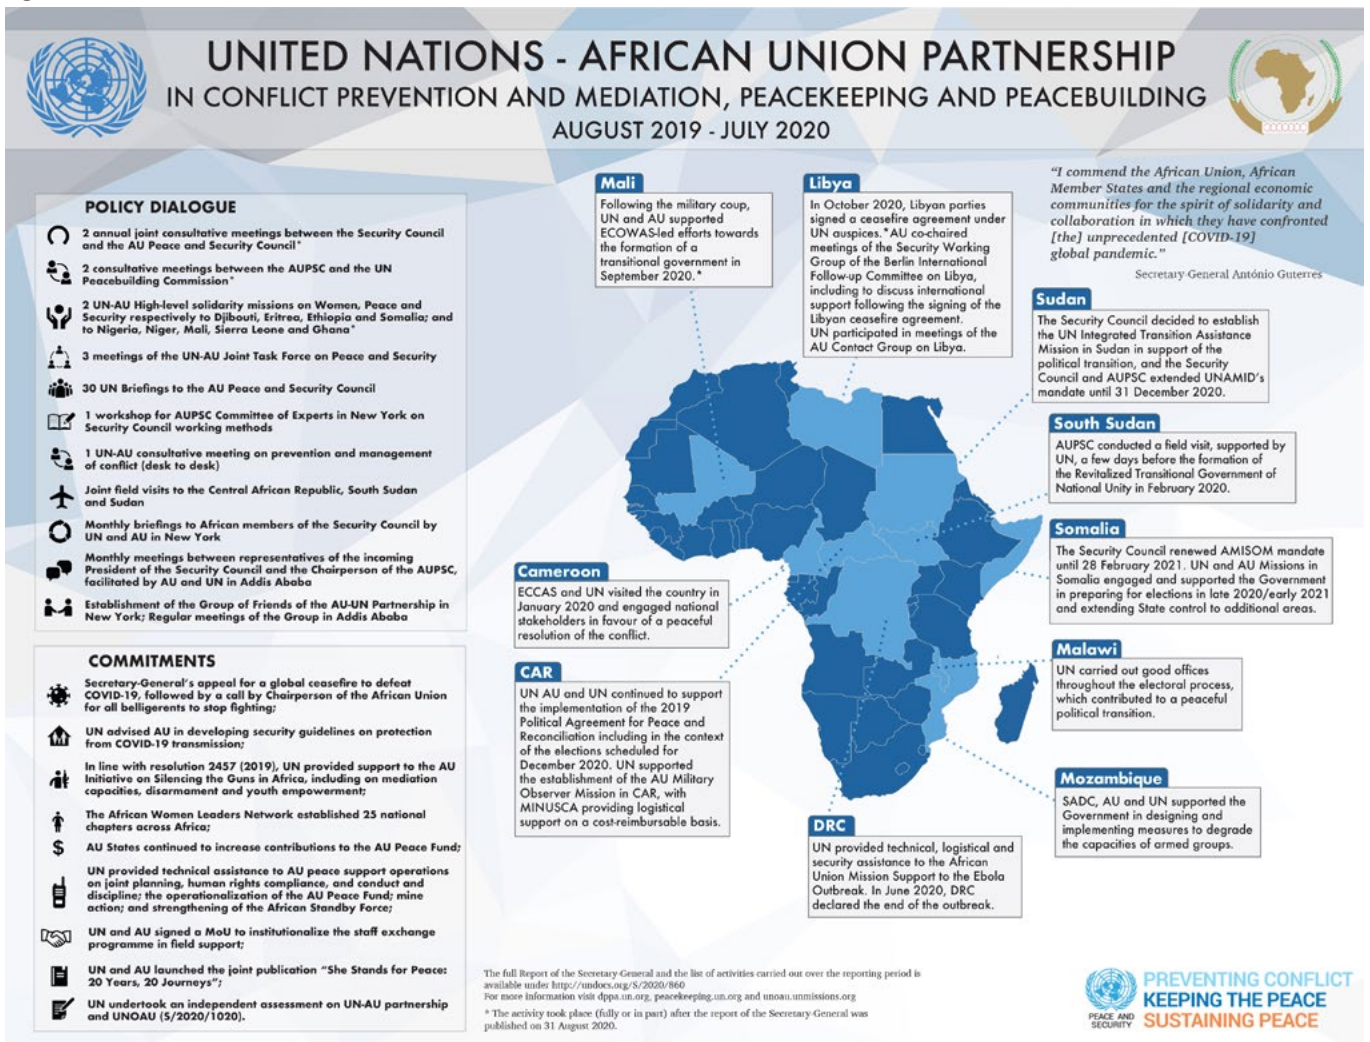 UNITED NATIONS - AFRICAN UNION PARTNERSHIP
IN CONFLICT PREVENTION AND MEDIATION, PEACEKEEPING AND PEACEBUILDING
AUGUST 2019 - JULY 2020
"I commend the African Union, African
Member States and the regional economic
communities for the spirit of solidarity and
collaboration in which they have confronted
[the] unprecedented [COVID-19]
global pandemic."
Secretary-General António Guterres
POLICY DIALOGUE
2 annual joint consultative meetings between the Security Council
and the AU Peace and Security Council*
2 consultative meetings between the AUPSC and the UN
Peacebuilding Commission*
2 UN-AU High-level solidarity missions on Women, Peace and
Security respectively to Djibouti, Eritrea, Ethiopia and Somalia; and
to Nigeria, Niger, Mali, Sierra Leone and Ghana*
3 meetings of the UN-AU Joint Task Force on Peace and Security
30 UN Briefings to the AU Peace and Security Council
1 workshop for AUPSC Committee of Experts in New York on
Security Council working methods
1 UN-AU consultative meeting on prevention and management
of conflict (desk to desk)
Joint field visits to the Central African Republic, South Sudan
and Sudan
Monthly briefings to African members of the Security Council by
UN and AU in New York
Monthly meetings between representatives of the incoming
President of the Security Council and the Chairperson of the AUPSC,
facilitated by AU and UN in Addis Ababa
Establishment of the Group of Friends of the AU-UN Partnership in
New York; Regular meetings of the Group in Addis Ababa
COMMITMENTS
Secretary-General's appeal for a global ceasefire to defeat
COVID-19, followed by a call by Chairperson of the African Union
for all belligerents to stop fighting;
UN advised AU in developing security guidelines on protection
from COVID-19 transmission;
In line with resolution 2457 (2019), UN provided support to the AU
Initiative on Silencing the Guns in Africa, including on mediation
capacities, disarmament and youth empowerment;
The African Women Leaders Network established 25 national
chapters across Africa;
$
AU States continued to increase contributions to the AU Peace Fund;
UN provided technical assistance to AU peace support operations
on joint planning, human rights compliance, and conduct and
discipline; the operationalization of the AU Peace Fund; mine
action; and strengthening of the African Standby Force;
UN and AU signed a MoU to institutionalize the staff exchange
programme in field support;
UN and AU launched the joint publication "She Stands for Peace:
20 Years, 20 Journeys";
UN undertook an independent assessment on UN-AU partnership
and UNOAU (S/2020/1020).
Mali
Following the military coup,
UN and AU supported
ECOWAS-led efforts towards
the formation of a
transitional government in
September 2020.*
Libya
In October 2020, Libyan parties
signed a ceasefire agreement under
UN auspices.*AU co-chaired
meetings of the Security Working
Group of the Berlin International
Follow-up Committee on Libya,
including to discuss international
support following the signing of the
Libyan ceasefire agreement.
UN participated in meetings of the
AU Contact Group on Libya.
Sudan
The Security Council decided to establish
the UN Integrated Transition Assistance
Mission in Sudan in support of the
political transition, and the Security
Council and AUPSC extended UNAMID's
mandate until 31 December 2020.
South Sudan
AUPSC conducted a field visit, supported by
UN, a few days before the formation of
the Revitalized Transitional Government of
National Unity in February 2020.
Somalia
The Security Council renewed AMISOM mandate
until 28 February 2021. UN and AU Missions in
Somalia engaged and supported the Government
in preparing for elections in late 2020/early 2021
and extending State control to additional areas.
Cameroon
ECCAS and UN visited the country in
January 2020 and engaged national
stakeholders in favour of a peaceful
resolution of the conflict.
CAR
UN AU and UN continued to support
the implementation of the 2019
Political Agreement for Peace and
Reconciliation including in the context
of the elections scheduled for
December 2020. UN supported
the establishment of the AU Military
Observer Mission in CAR, with
MINUSCA providing logistical
support on a cost-reimbursable basis.
Malawi
UN carried out good offices
throughout the electoral process,
which contributed to a peaceful
political transition.
Mozambique
SADC, AU and UN supported the
Government in designing and
implementing measures to degrade
the capacities of armed groups.
DRC
UN provided technical, logistical and
security assistance to the African
Union Mission Support to the Ebola
Outbreak. In June 2020, DRC
declared the end of the outbreak.
The full Report of the Secretary-General and the list of activities carried out over the reporting period is
available under http://undocs.org/S/2020/860
For more information visit dppa.un.org, peacekeeping.un.org and unoau.unmissions.org
* The activity took place (fully or in part) after the report of the Secretary-General was
published on 31 August 2020.
PEACE AND
SECURITY
PREVENTING CONFLICT
KEEPING THE PEACE
SUSTAINING PEACE